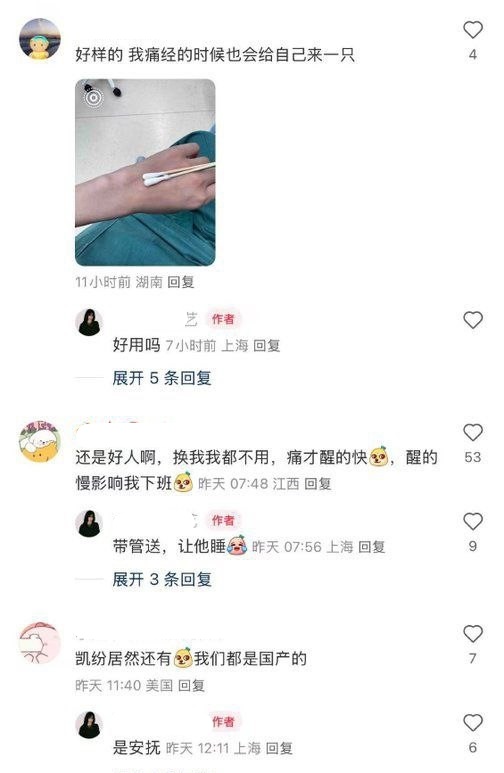 好样的 我痛经的时候也会给自己来一只
4
11小时前 湖南 回复
艺 作者
好用吗 7小时前 上海 回复
展开 5 条回复
还是好人啊，换我我都不用，痛才醒的快，醒的
慢影响我下班 昨天 07:48 江西 回复
53
作者
带管送，让他睡 昨天 07:56 上海 回复
9
展开 3 条回复
凯纷居然还有 我们都是国产的
7
昨天 11:40 美国 回复
作者
是安抚 昨天 12:11 上海 回复
6